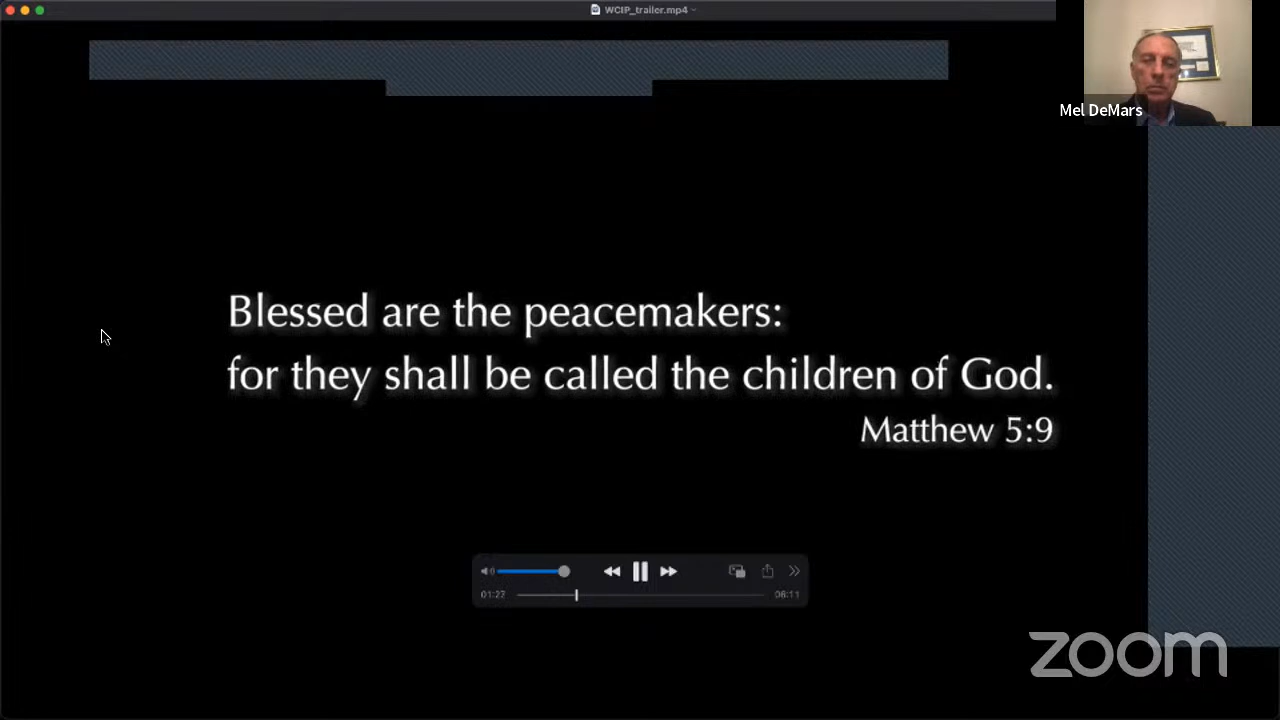 WCIP_trailer.mp4
Mel DeMars
Blessed are the peacemakers:
for they shall be called the children of God.
Matthew 5:9
01:27
06:11
zoom